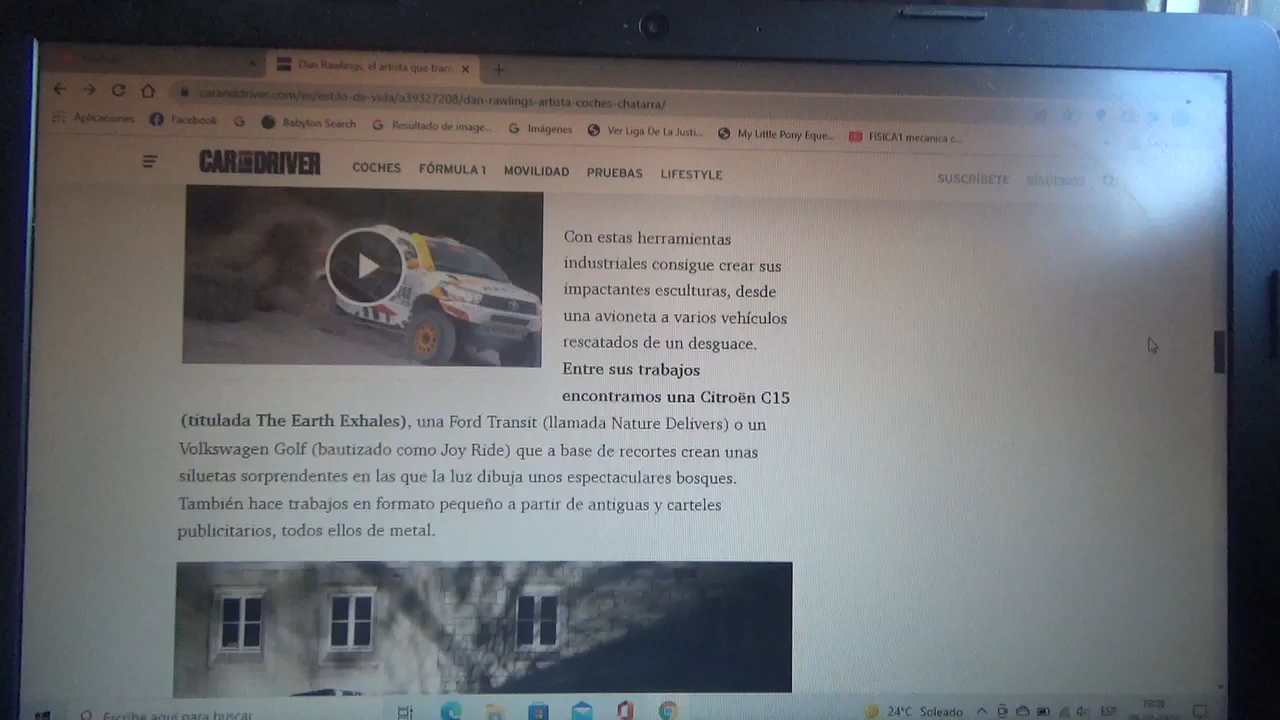 Dan Rawlings, el artista que tran
caranddriver.com/es/estilo-de-vida/a39327208/dan-rawlings-artista-coches-chatarra/
Aplicaciones Facebook Babylon Search Resultado de image... Imágenes Ver Liga De La Justi... My Little Pony Eque... FISICA1 mecanica c...
CAR AND DRIVER COCHES FÓRMULA 1 MOVILIDAD PRUEBAS LIFESTYLE SUSCRÍBETE SÍGUENOS
Con estas herramientas
industriales consigue crear sus
impactantes esculturas, desde
una avioneta a varios vehículos
rescatados de un desguace.
Entre sus trabajos
encontramos una Citroën C15
(titulada The Earth Exhales), una Ford Transit (llamada Nature Delivers) o un
Volkswagen Golf (bautizado como Joy Ride) que a base de recortes crean unas
siluetas sorprendentes en las que la luz dibuja unos espectaculares bosques.
También hace trabajos en formato pequeño a partir de antiguas y carteles
publicitarios, todos ellos de metal.
Escribe aquí para buscar 24°C Soleado ESP